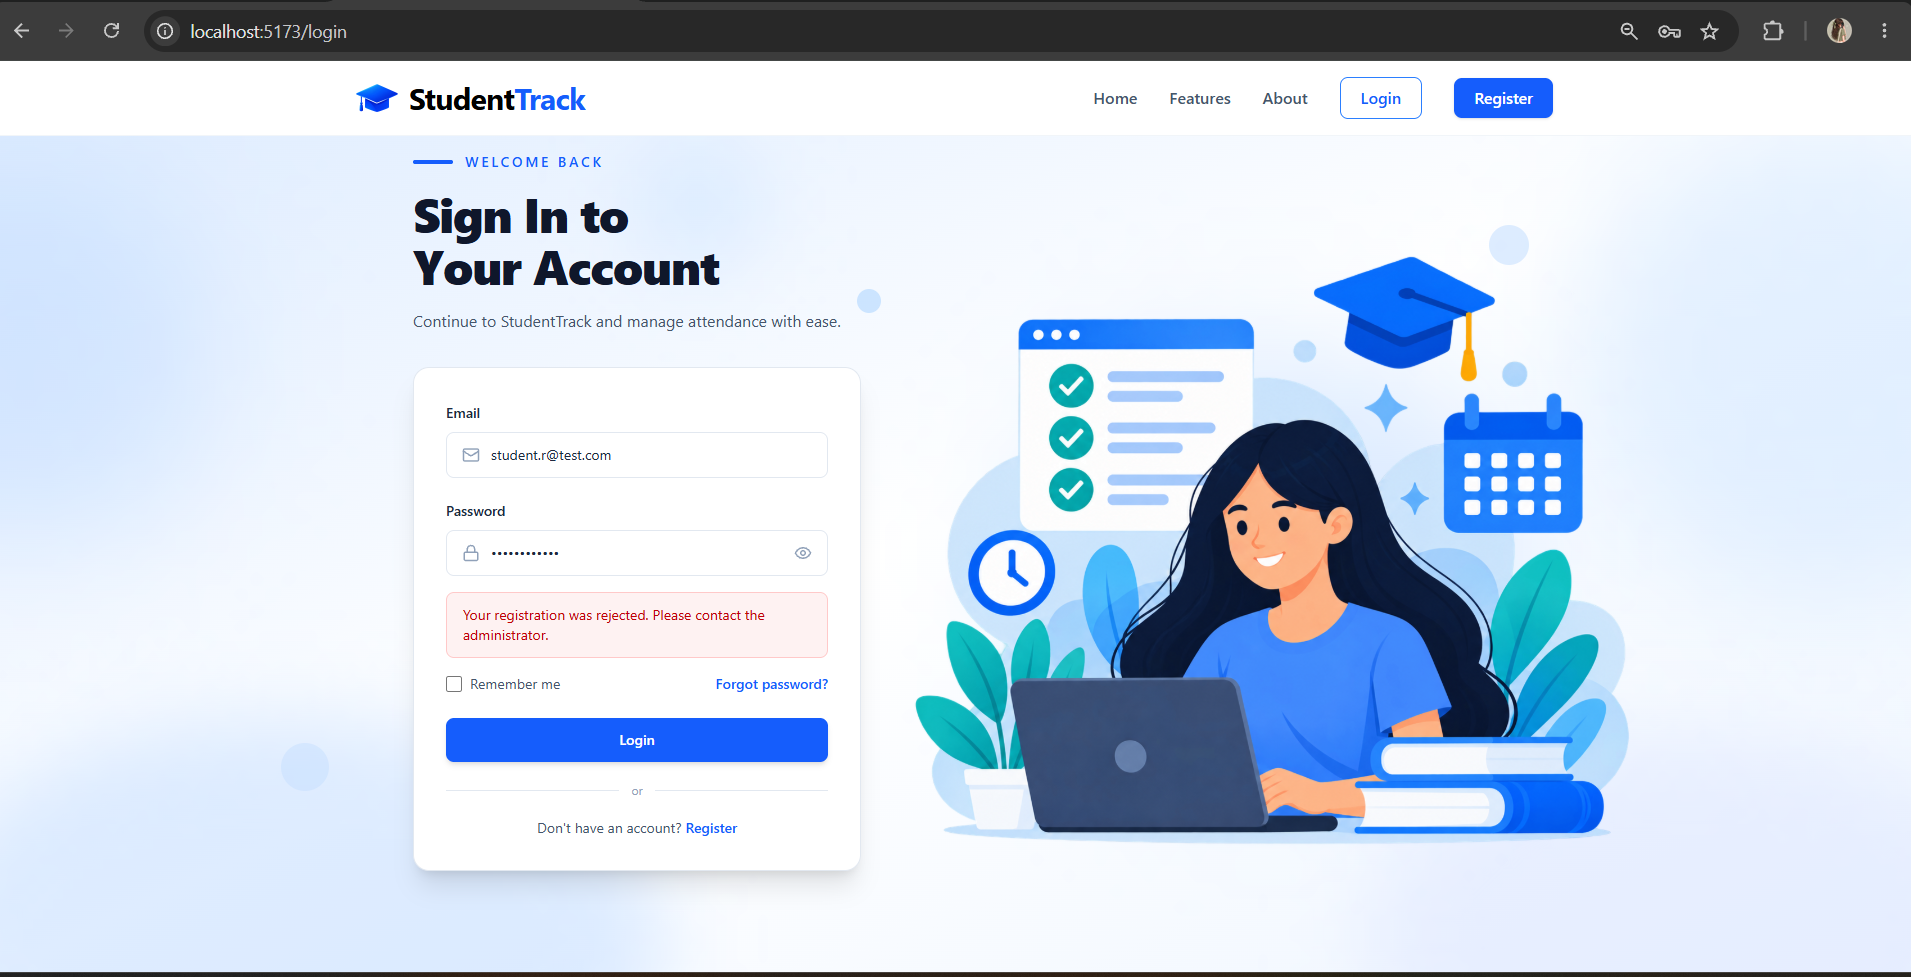 localhost:5173/login
StudentTrack
Home Features About Login Register
WELCOME BACK
Sign In to
Your Account
Continue to StudentTrack and manage attendance with ease.
Email
student.r@test.com
Password
••••••••••••
Your registration was rejected. Please contact the
administrator.
Remember me Forgot password?
Login
or
Don't have an account? Register